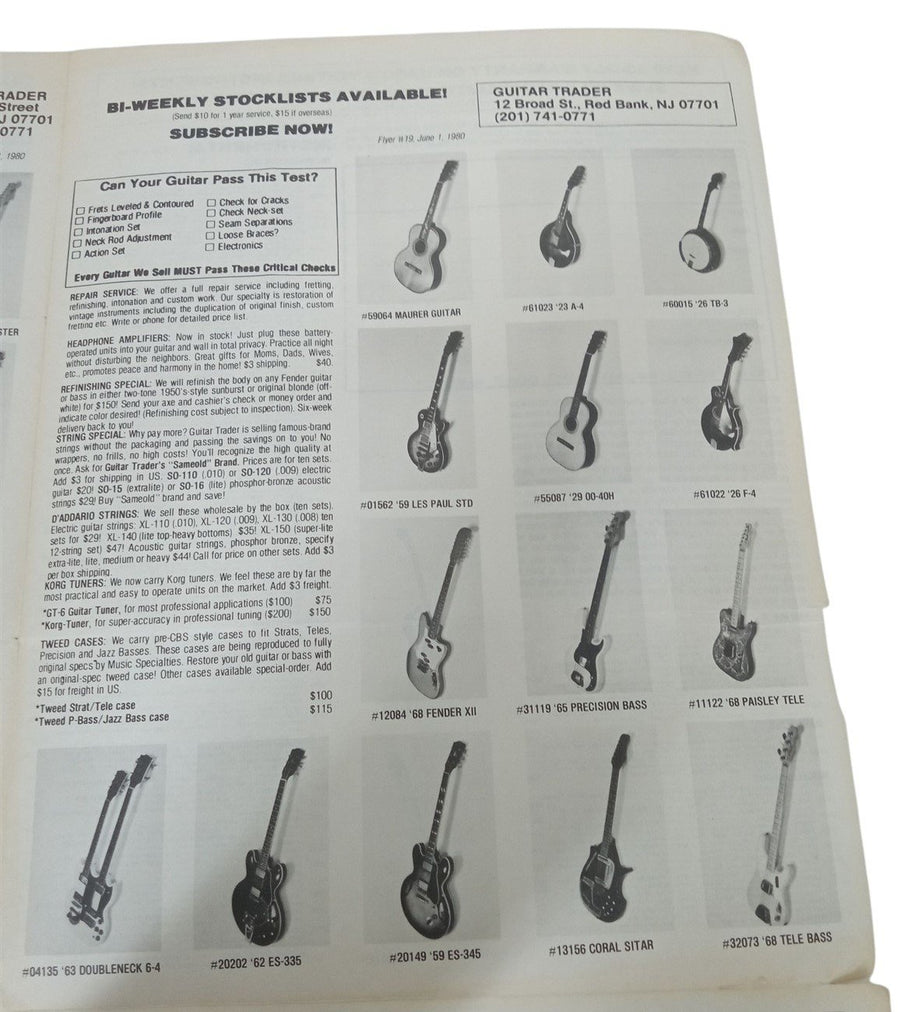 RADER
Street
J 07701
0771
, 1980
STER
BI-WEEKLY STOCKLISTS AVAILABLE!
(Send $10 for 1 year service, $15 if overseas)
SUBSCRIBE NOW!
GUITAR TRADER
12 Broad St., Red Bank, NJ 07701
(201) 741-0771
Flyer #19, June 1, 1980
Can Your Guitar Pass This Test?
Frets Leveled & Contoured
Fingerboard Profile
Intonation Set
Neck Rod Adjustment
Action Set
Check for Cracks
Check Neck-set
Seam Separations
Loose Braces?
Electronics
Every Guitar We Sell MUST Pass These Critical Checks
REPAIR SERVICE: We offer a full repair service including fretting,
refinishing, intonation and custom work. Our specialty is restoration of
vintage instruments including the duplication of original finish, custom
fretting etc. Write or phone for detailed price list.
HEADPHONE AMPLIFIERS: Now in stock! Just plug these battery-
operated units into your guitar and wail in total privacy. Practice all night
without disturbing the neighbors. Great gifts for Moms, Dads, Wives,
etc., promotes peace and harmony in the home! $3 shipping. $40.
REFINISHING SPECIAL: We will refinish the body on any Fender guitar
or bass in either two-tone 1950's-style sunburst or original blonde (off-
white) for $150! Send your axe and cashier's check or money order and
indicate color desired! (Refinishing cost subject to inspection). Six-week
delivery back to you!
STRING SPECIAL: Why pay more? Guitar Trader is selling famous-brand
strings without the packaging and passing the savings on to you! No
wrappers, no frills, no high costs! You'll recognize the high quality at
once. Ask for Guitar Trader's "Sameold" Brand. Prices are for ten sets.
Add $3 for shipping in US. SO-110 (.010) or SO-120 (.009) electric
guitar $20! SO-15 (extralite) or SO-16 (lite) phosphor-bronze acoustic
strings $29! Buy "Sameold" brand and save!
D'ADDARIO STRINGS: We sell these wholesale by the box (ten sets).
Electric guitar strings: XL-110 (.010), XL-120 (.009), XL-130 (.008) ten
sets for $29! XL-140 (lite top-heavy bottoms) $35! XL-150 (super-lite
12-string set) $47! Acoustic guitar strings, phosphor bronze, specify
extra-lite, lite, medium or heavy $44! Call for price on other sets. Add $3
per box shipping.
KORG TUNERS: We now carry Korg tuners. We feel these are by far the
most practical and easy to operate units on the market. Add $3 freight.
*GT-6 Guitar Tuner, for most professional applications ($100) $75
*Korg-Tuner, for super-accuracy in professional tuning ($200) $150
TWEED CASES: We carry pre-CBS style cases to fit Strats, Teles,
Precision and Jazz Basses. These cases are being reproduced to fully
original specs by Music Specialties. Restore your old guitar or bass with
an original-spec tweed case! Other cases available special-order. Add
$15 for freight in US.
*Tweed Strat/Tele case $100
*Tweed P-Bass/Jazz Bass case $115
#59064 MAURER GUITAR
#61023 '23 A-4
#60015 '26 TB-3
#01562 '59 LES PAUL STD
#55087 '29 00-40H
#61022 '26 F-4
#12084 '68 FENDER XII
#31119 '65 PRECISION BASS
#11122 '68 PAISLEY TELE
#04135 '63 DOUBLENECK 6-4
#20202 '62 ES-335
#20149 '59 ES-345
#13156 CORAL SITAR
#32073 '68 TELE BASS